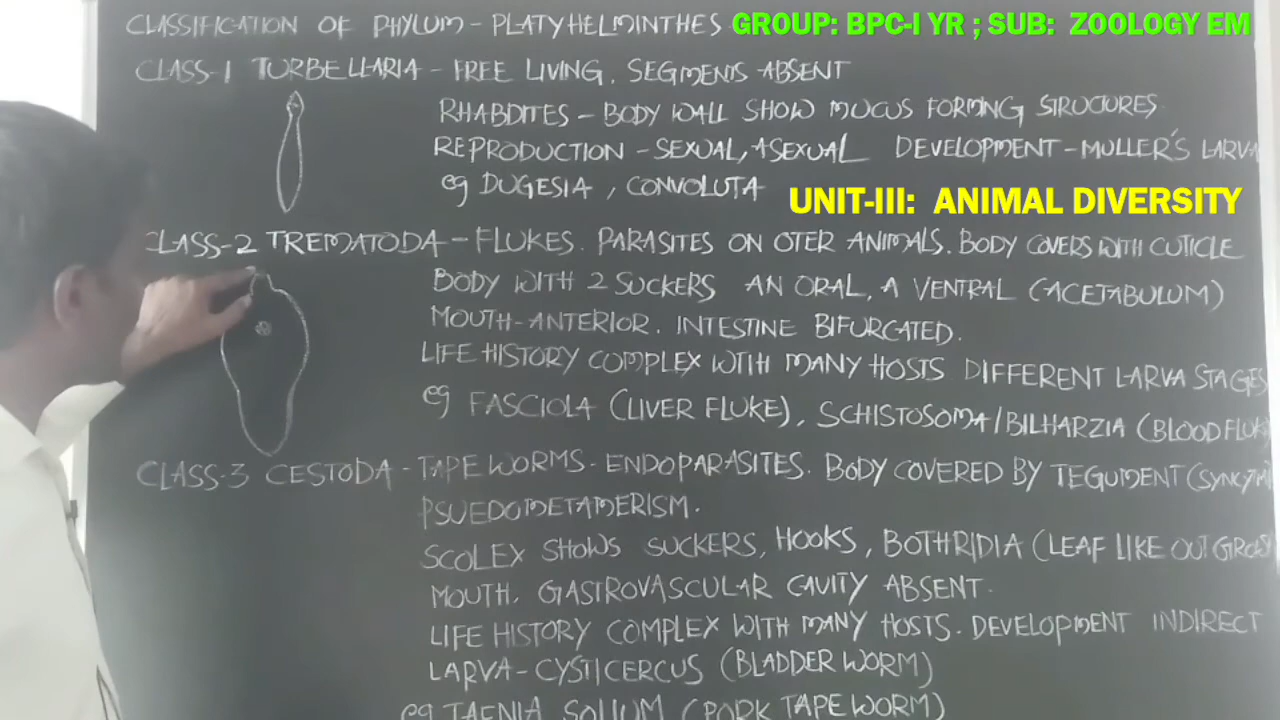 CLASSIFICATION OF PHYLUM - PLATYHELMINTHES GROUP: BPC-I YR ; SUB: ZOOLOGY EM
CLASS-1 TURBELLARIA - FREE LIVING. SEGMENTS ABSENT
RHABDITES - BODY WALL SHOW MUCUS FORMING STRUCTURES
REPRODUCTION - SEXUAL, ASEXUAL DEVELOPMENT - MULLER'S LARVA
eg DUGESIA, CONVOLUTA
UNIT-III: ANIMAL DIVERSITY
CLASS-2 TREMATODA - FLUKES. PARASITES ON OTER ANIMALS. BODY COVERS WITH CUTICLE
BODY WITH 2 SUCKERS AN ORAL, A VENTRAL (ACETABULUM)
MOUTH-ANTERIOR. INTESTINE BIFURCATED.
LIFE HISTORY COMPLEX WITH MANY HOSTS DIFFERENT LARVA STAGES
eg FASCIOLA (LIVER FLUKE), SCHISTOSOMA/BILHARZIA (BLOOD FLUK
CLASS-3 CESTODA - TAPE WORMS - ENDOPARASITES. BODY COVERED BY TEGUMENT
PSUEDOMETAMERISM.
SCOLEX SHOWS SUCKERS, HOOKS, BOTHRIDIA (LEAF LIKE
MOUTH, GASTROVASCULAR CAVITY ABSENT.
LIFE HISTORY COMPLEX WITH MANY HOSTS. DEVELOPMENT INDIRECT
LARVA - CYSTICERCUS (BLADDER WORM)
eg TAENIA SOLIUM (PORK TAPE WORM)